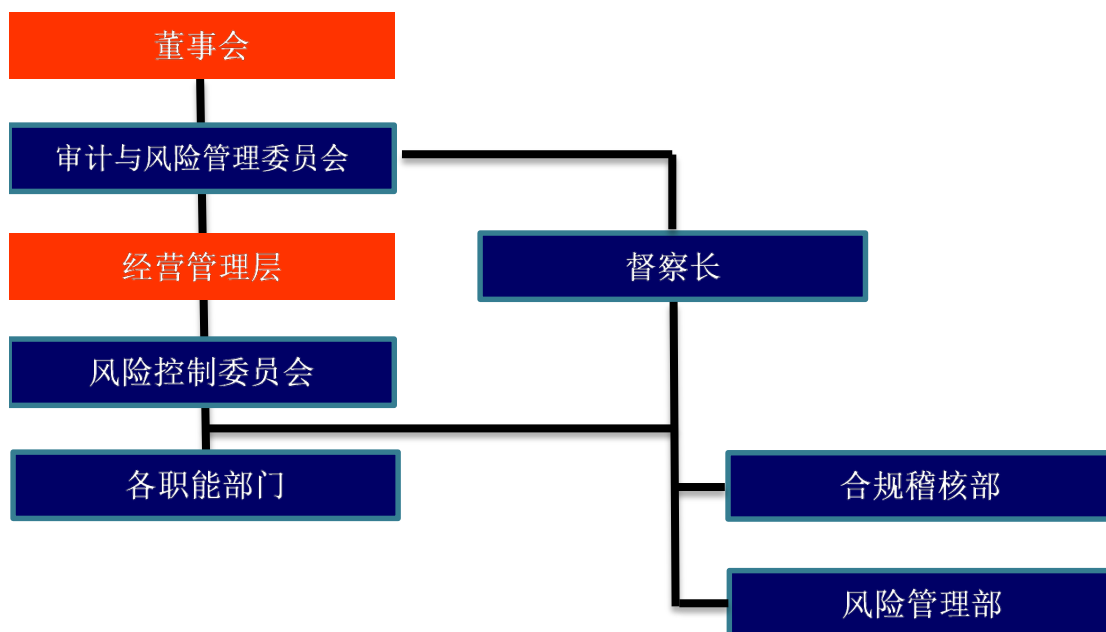 董事会
审计与风险管理委员会
经营管理层
督察长
风险控制委员会
各职能部门
合规稽核部
风险管理部